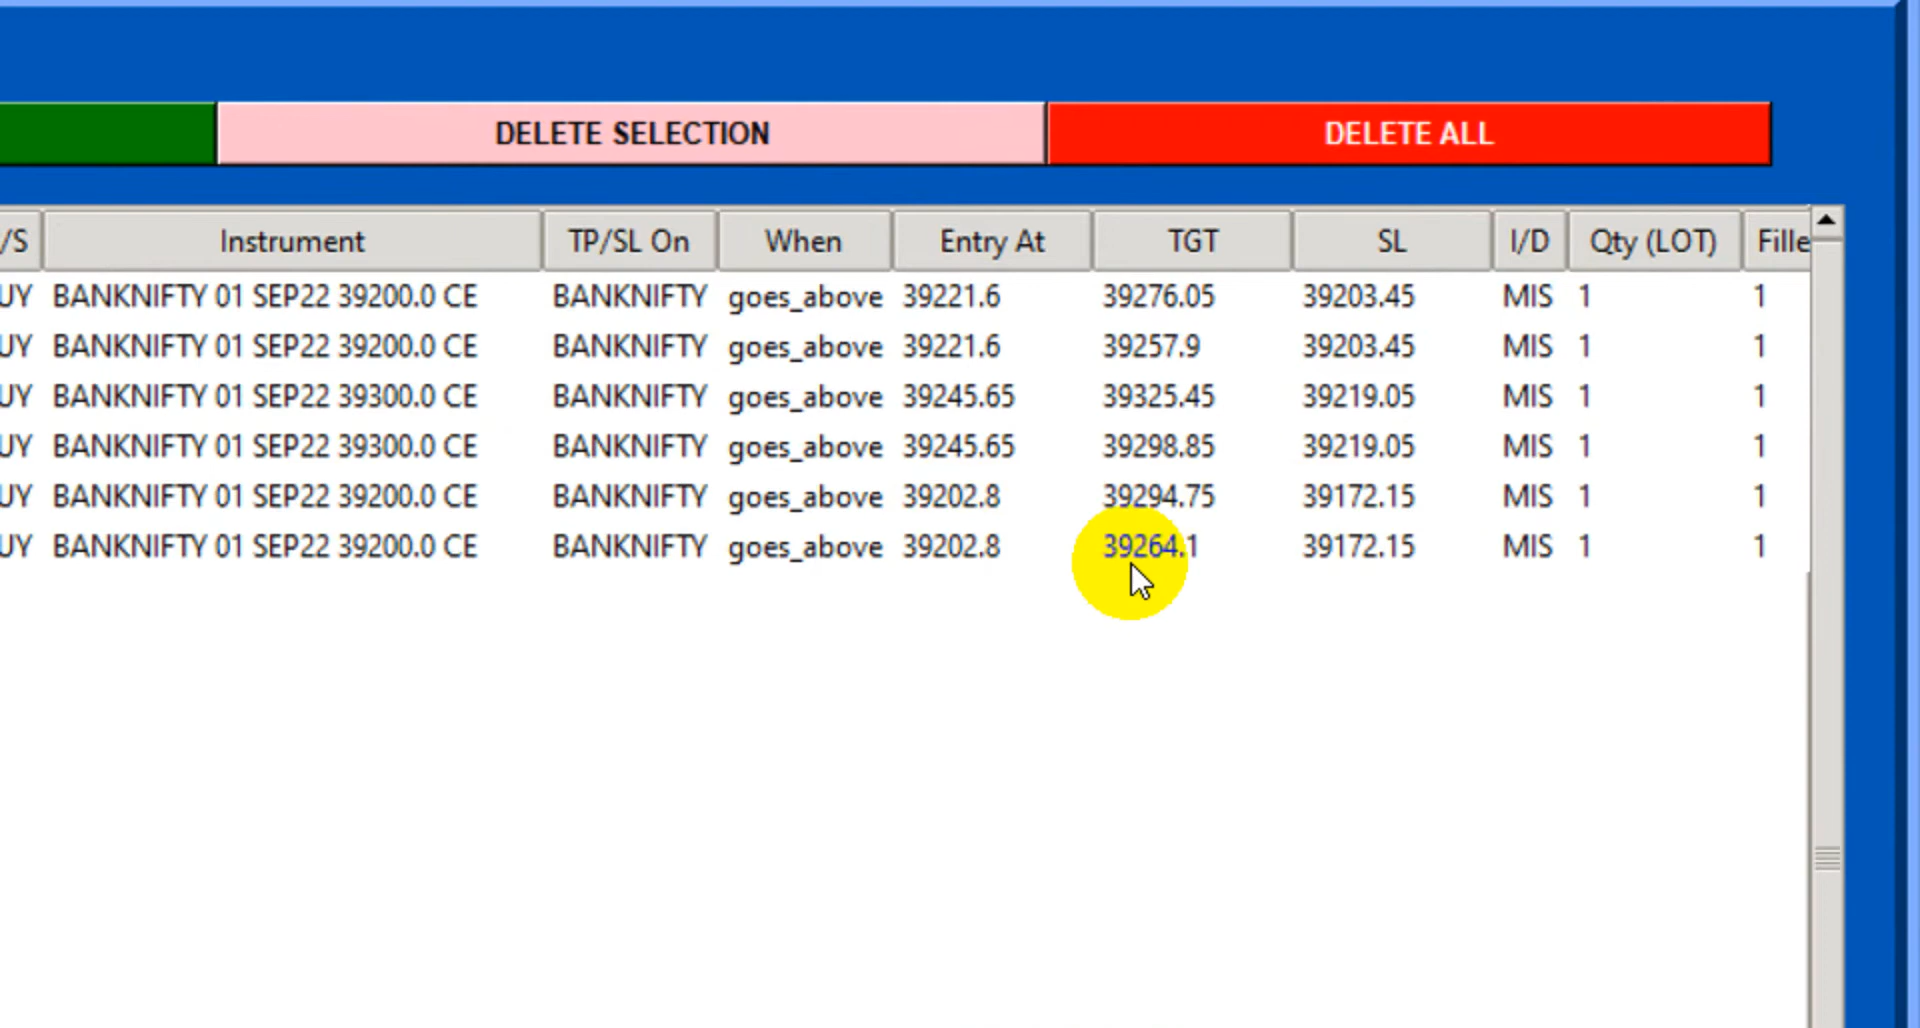 DELETE SELECTION DELETE ALL
/S Instrument TP/SL On When Entry At TGT SL I/D Qty (LOT) Fille
UY BANKNIFTY 01 SEP22 39200.0 CE BANKNIFTY goes_above 39221.6 39276.05 39203.45 MIS 1 1
UY BANKNIFTY 01 SEP22 39200.0 CE BANKNIFTY goes_above 39221.6 39257.9 39203.45 MIS 1 1
UY BANKNIFTY 01 SEP22 39300.0 CE BANKNIFTY goes_above 39245.65 39325.45 39219.05 MIS 1 1
UY BANKNIFTY 01 SEP22 39300.0 CE BANKNIFTY goes_above 39245.65 39298.85 39219.05 MIS 1 1
UY BANKNIFTY 01 SEP22 39200.0 CE BANKNIFTY goes_above 39202.8 39294.75 39172.15 MIS 1 1
UY BANKNIFTY 01 SEP22 39200.0 CE BANKNIFTY goes_above 39202.8 39264.1 39172.15 MIS 1 1